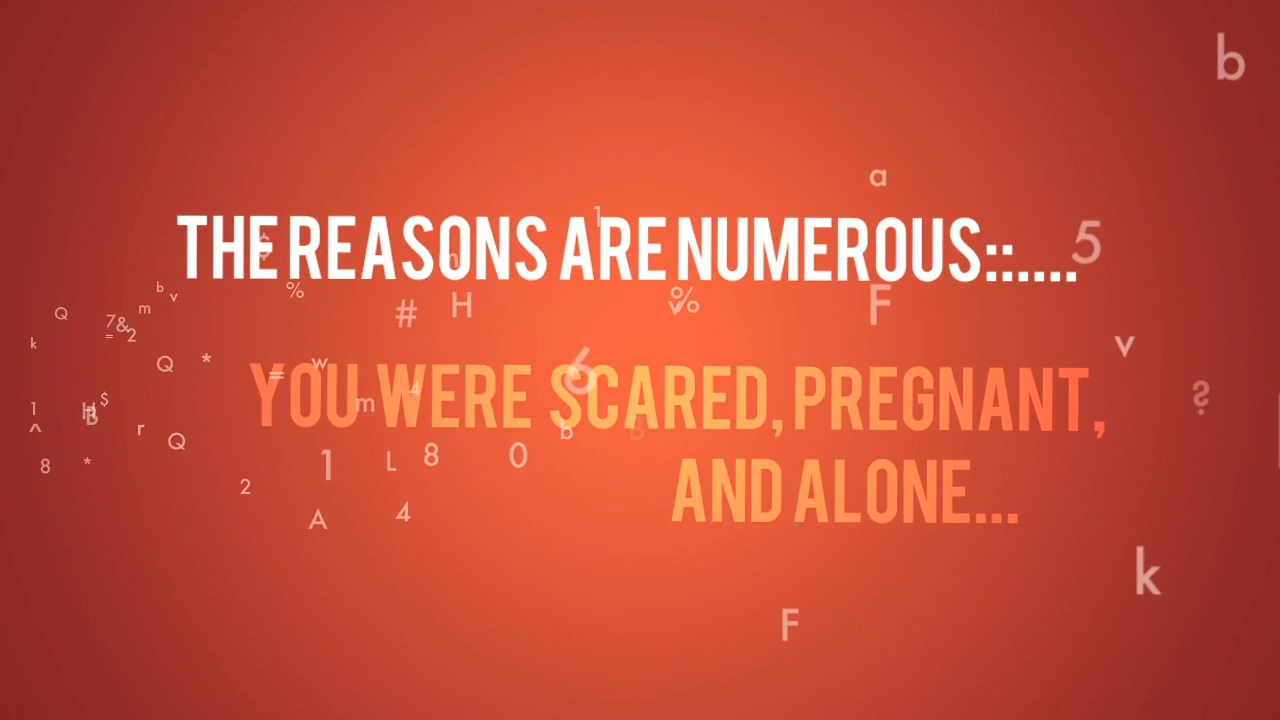 THE REASONS ARE NUMEROUS::....
YOU WERE SCARED, PREGNANT,
AND ALONE...